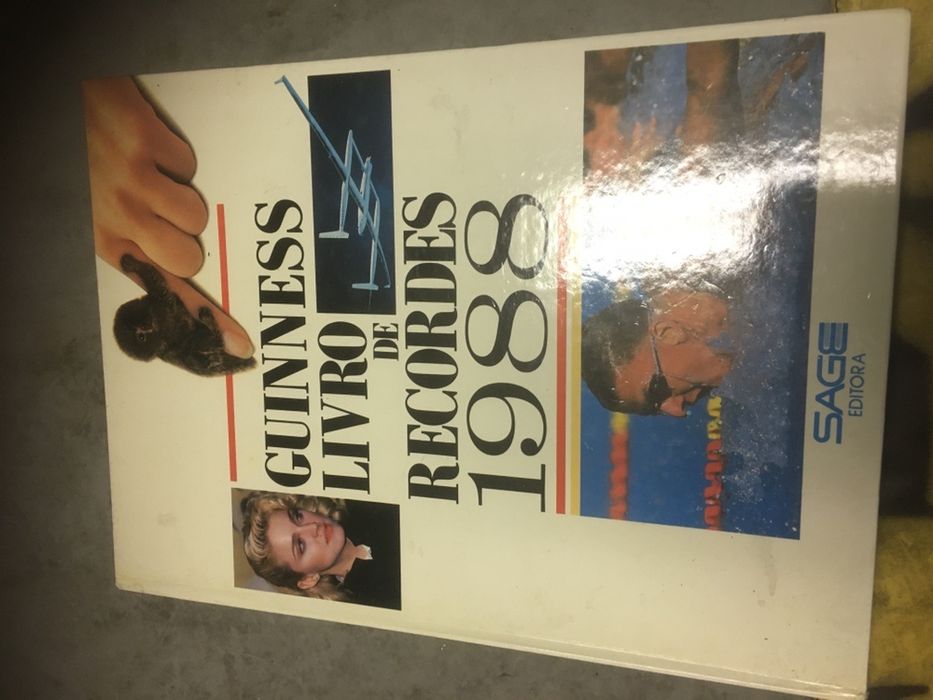 GUINNESS
LIVRO
DE
RECORDES
1988
SAGE
EDITORA